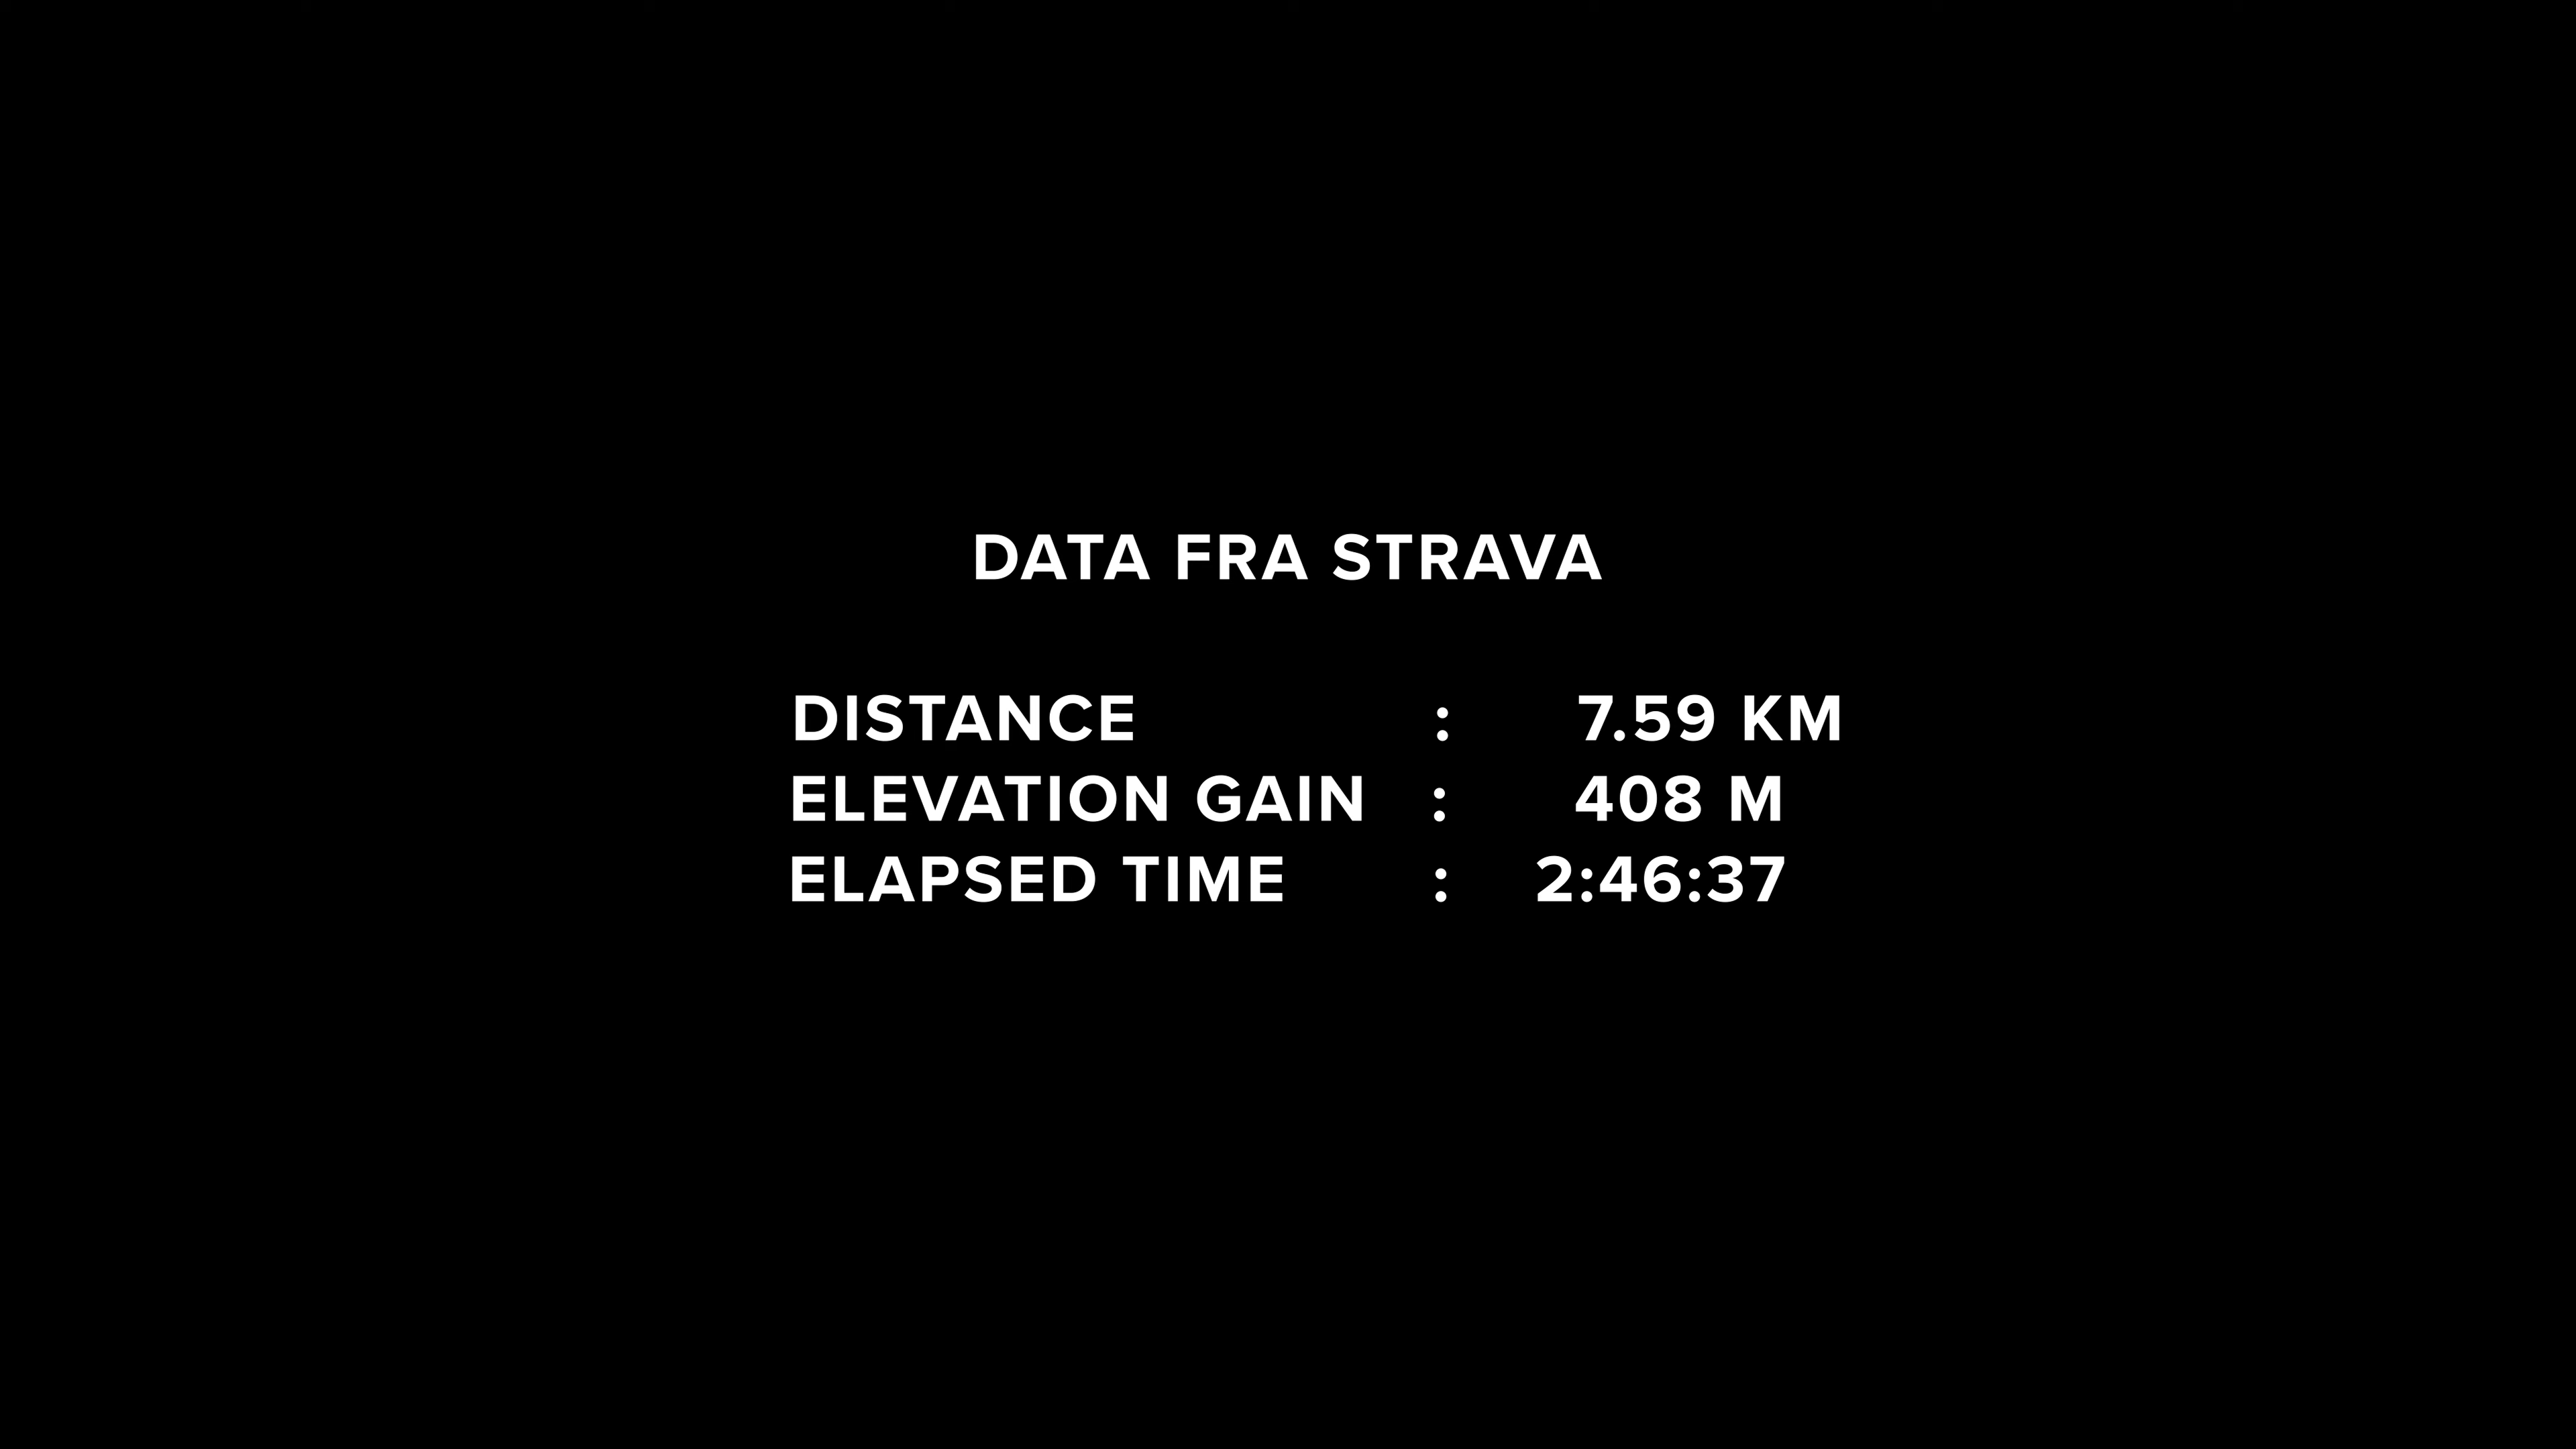 DATA FRA STRAVA
DISTANCE : 7.59 KM
ELEVATION GAIN : 408 M
ELAPSED TIME : 2:46:37